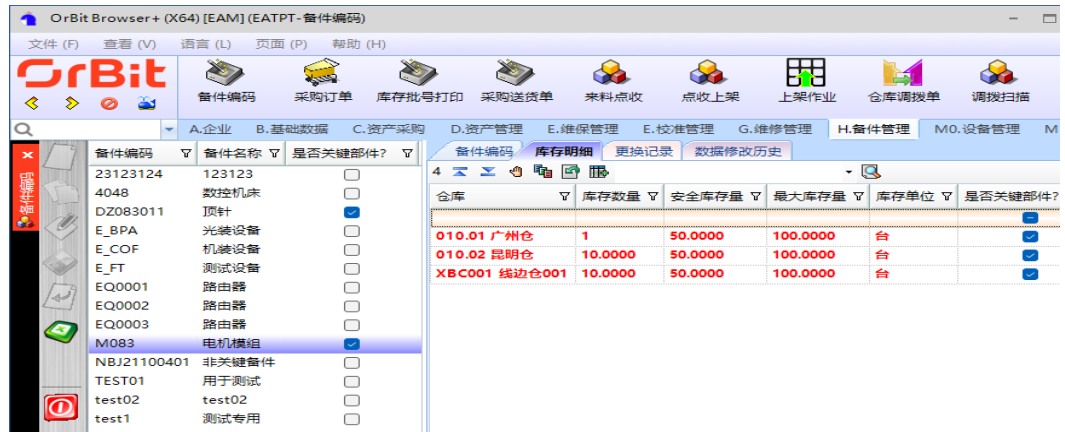 OrBit Browser+ (X64) [EAM] (EATPT-备件编码)
文件 (F) 查看 (V) 语言 (L) 页面 (P) 帮助 (H)
OrBit
备件编码 采购订单 库存批号打印 采购送货单 来料点收 点收上架 上架作业 仓库调拨单 调拨扫描
A.企业 B.基础数据 C.资产采购 D.资产管理 E.维保管理 E.校准管理 G.维修管理 H.备件管理 M0.设备管理 M
备件编码
备件编码 备件名称 是否关键部件?
23123124 123123
4048 数控机床
DZ083011 顶针
E_BPA 光装设备
E_COF 机装设备
E_FT 测试设备
EQ0001 路由器
EQ0002 路由器
EQ0003 路由器
M083 电机模组
NBJ21100401 非关键备件
TEST01 用于测试
test02 test02
test1 测试专用
备件编码 库存明细 更换记录 数据修改历史
4
仓库 库存数量 安全库存量 最大库存量 库存单位 是否关键部件?
010.01 广州仓 1 50.0000 100.0000 台
010.02 昆明仓 10.0000 50.0000 100.0000 台
XBC001 线边仓001 10.0000 50.0000 100.0000 台